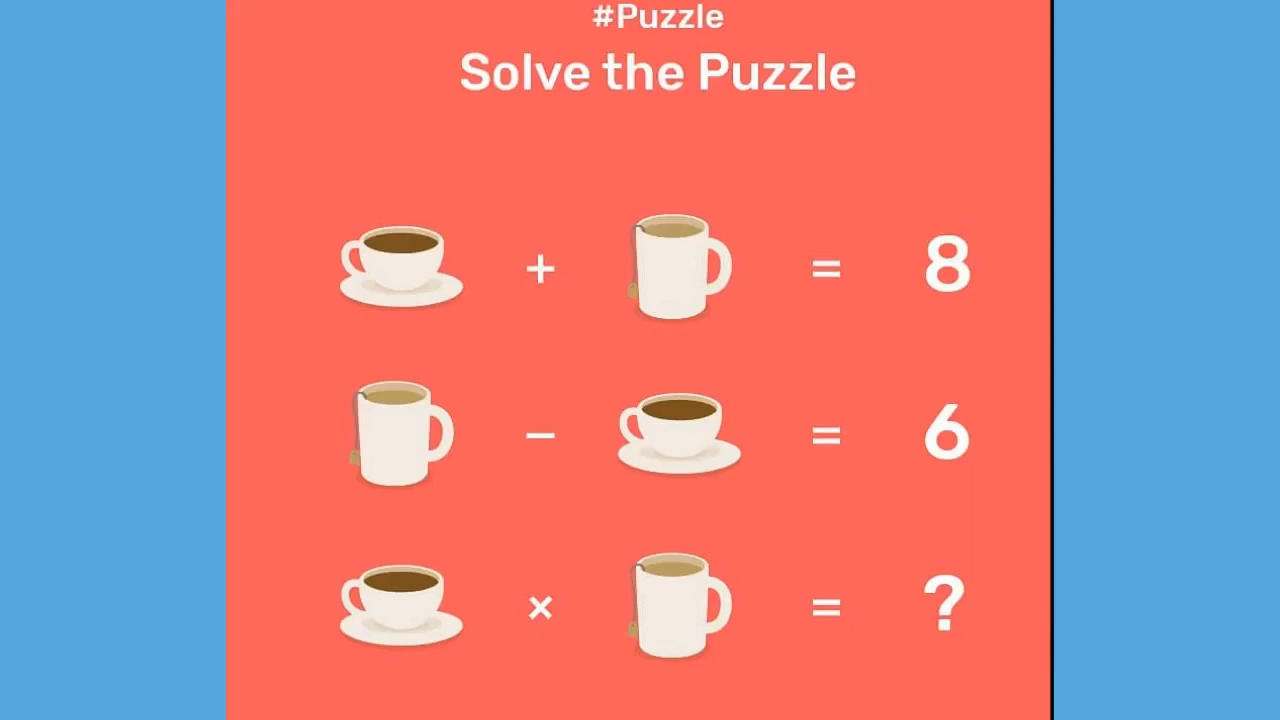 #Puzzle
Solve the Puzzle
+ = 8
− = 6
× = ?